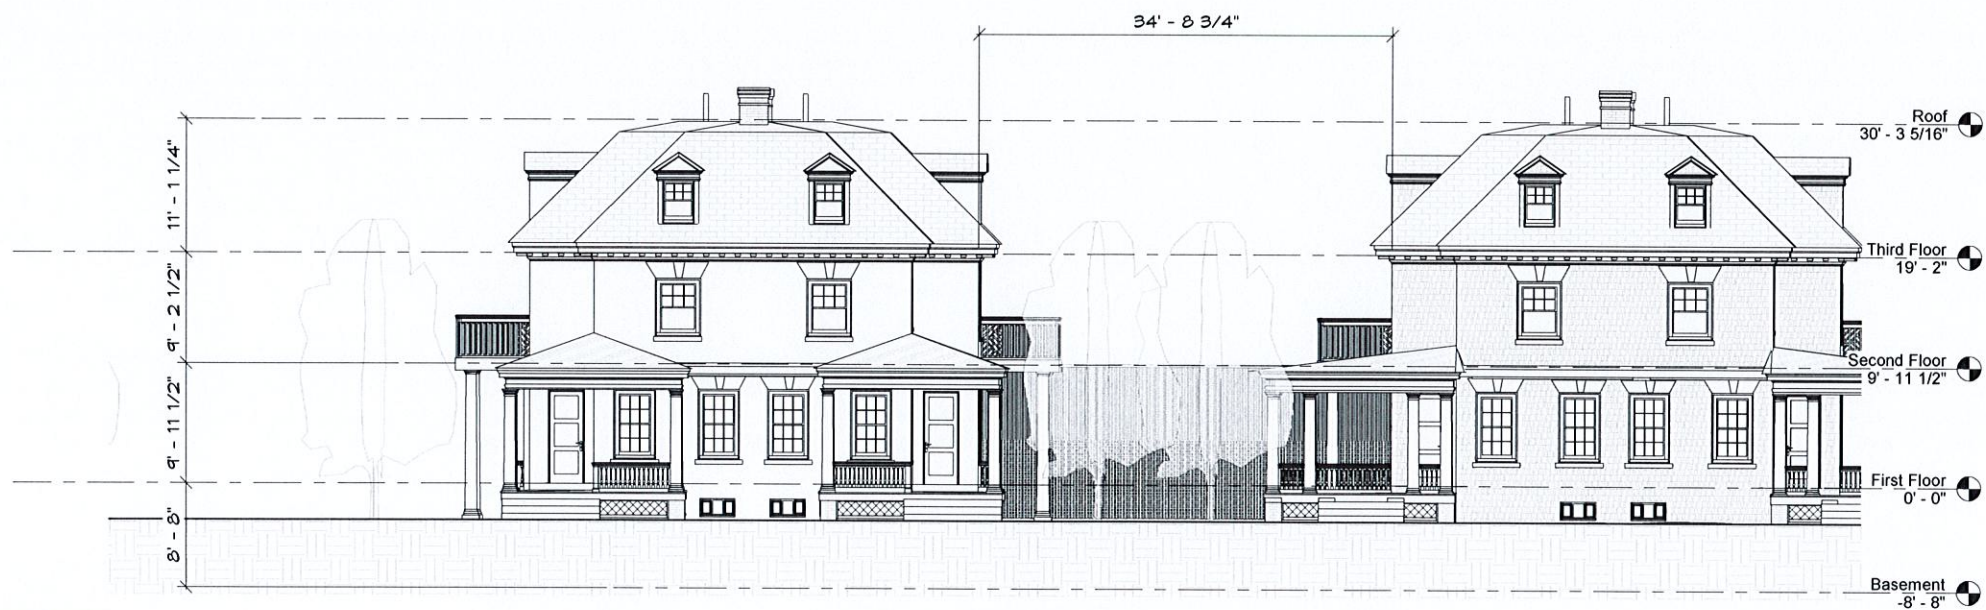 34' - 8 3/4"
Roof
30' - 3 5/16"
11' - 1 1/4"
Third Floor
19' - 2"
9' - 2 1/2"
Second Floor
9' - 11 1/2"
9' - 11 1/2"
First Floor
0' - 0"
8' - 8"
Basement
-8' - 8"